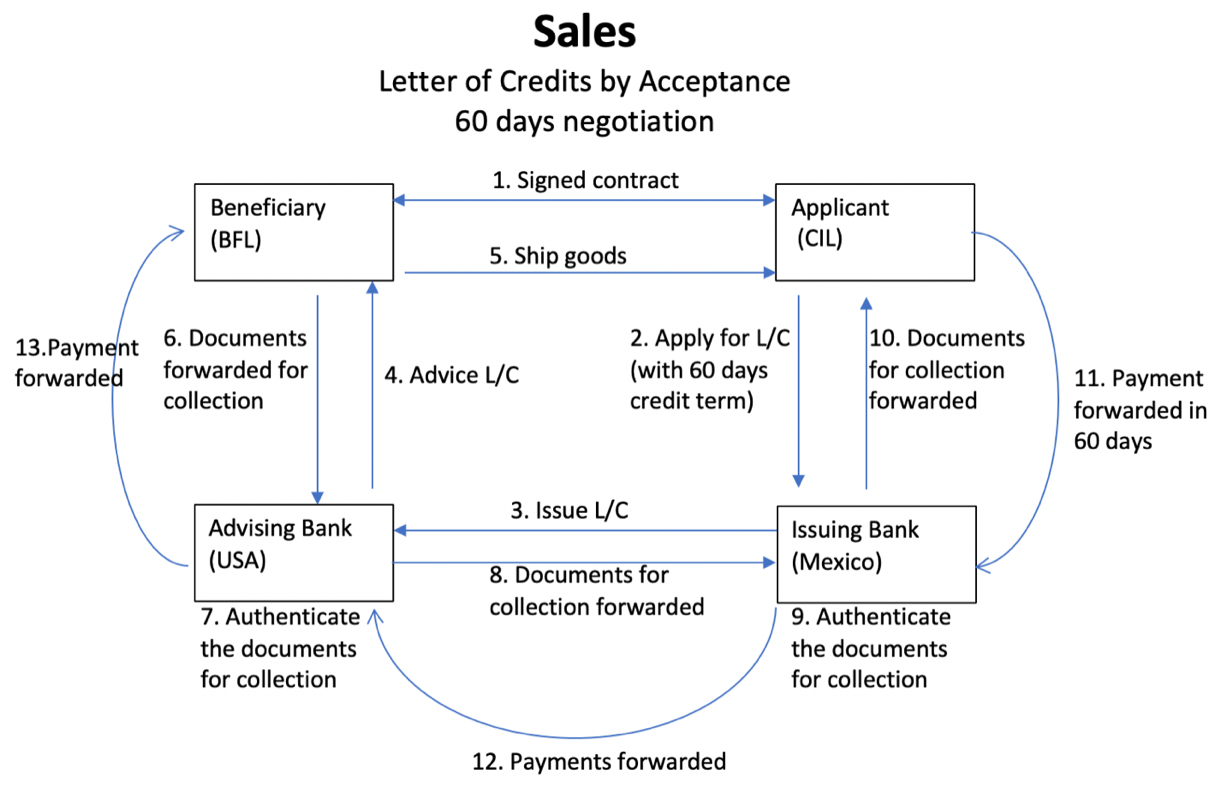 Sales
Letter of Credits by Acceptance
60 days negotiation
1. Signed contract
Beneficiary
(BFL)
Applicant
(CIL)
5. Ship goods
13.Payment
forwarded
6. Documents
forwarded for
collection
4. Advice L/C
2. Apply for L/C
(with 60 days
credit term)
10. Documents
for collection
forwarded
11. Payment
forwarded in
60 days
3. Issue L/C
Advising Bank
(USA)
Issuing Bank
(Mexico)
8. Documents for
collection forwarded
7. Authenticate
the documents
for collection
9. Authenticate
the documents
for collection
12. Payments forwarded